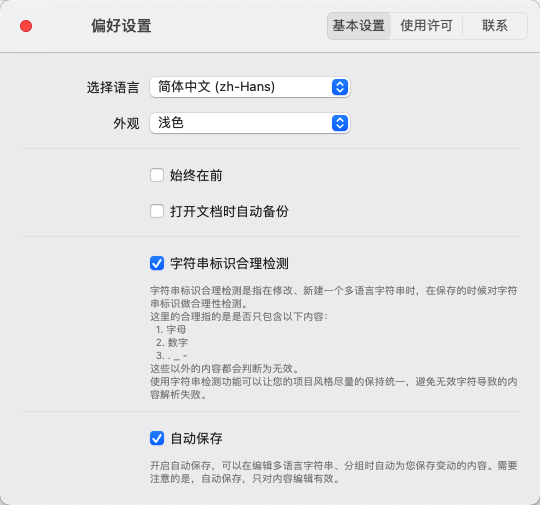 偏好设置
基本设置
使用许可
联系
选择语言 简体中文 (zh-Hans)
外观 浅色
始终在前
打开文档时自动备份
字符串标识合理检测
字符串标识合理检测是指在修改、新建一个多语言字符串时，在保存的时候对字符
串标识做合理性检测。
这里的合理指的是是否只包含以下内容：
1. 字母
2. 数字
3. . _ -
这些以外的内容都会判断为无效。
使用字符串检测功能可以让您的项目风格尽量的保持统一，避免无效字符导致的内
容解析失败。
自动保存
开启自动保存，可以在编辑多语言字符串、分组时自动为您保存变动的内容。需要
注意的是，自动保存，只对内容编辑有效。